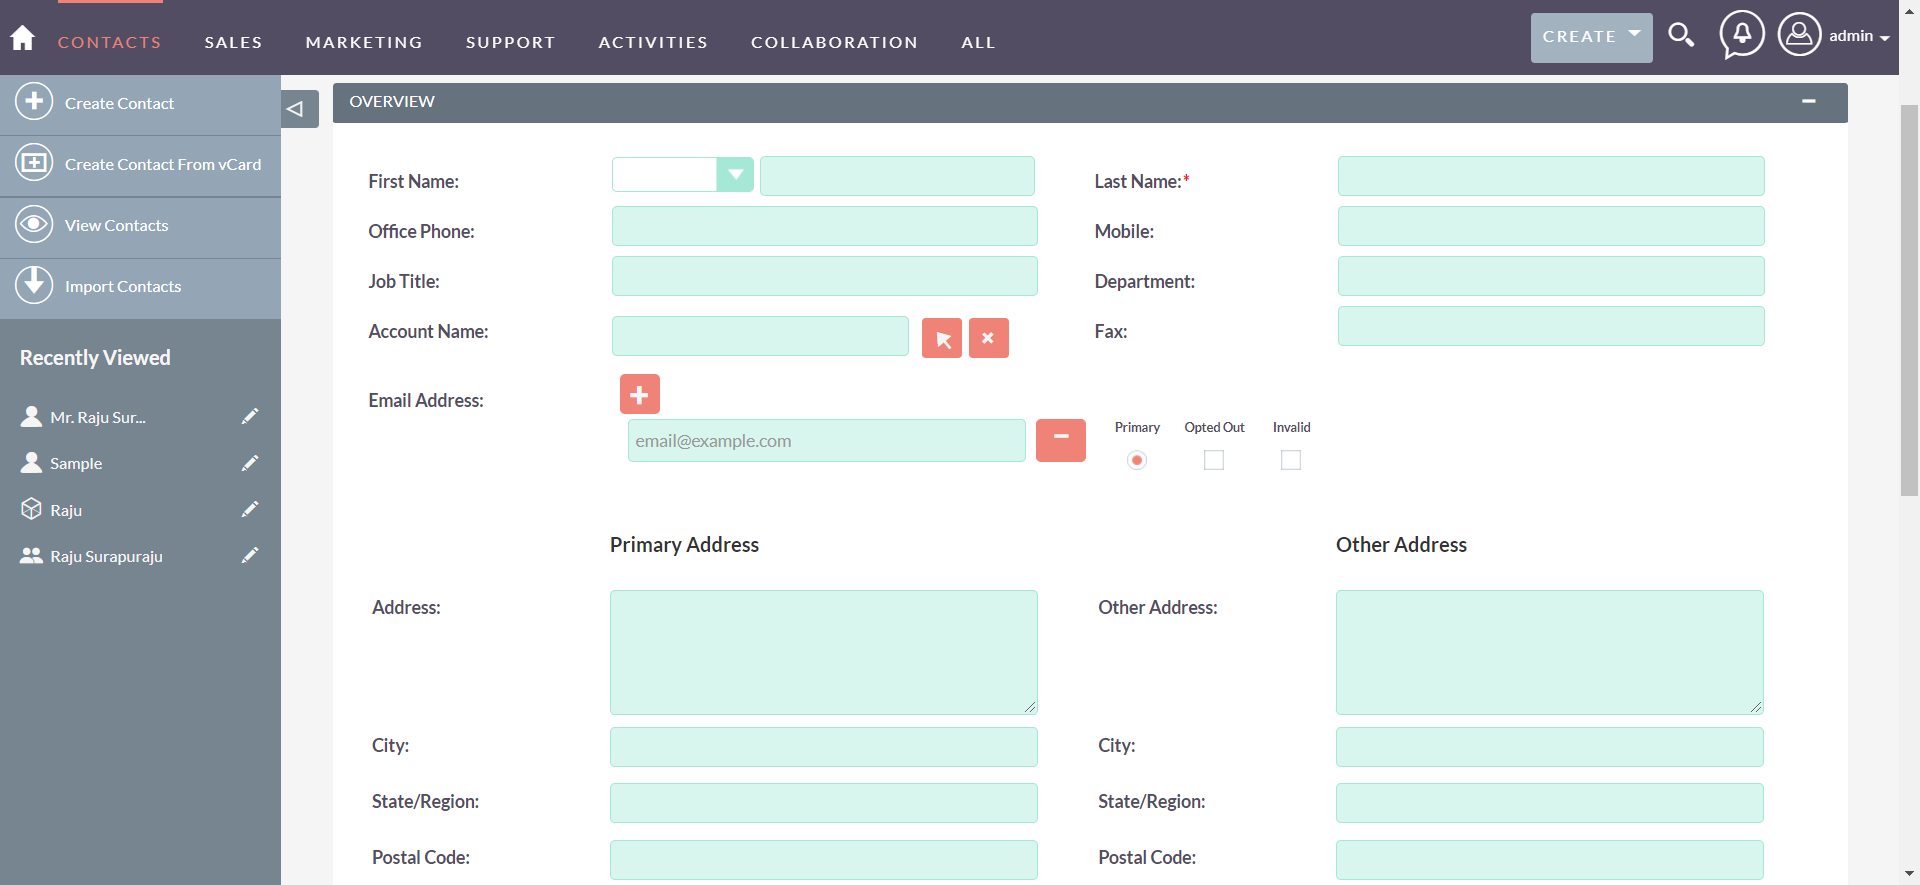 CONTACTS SALES MARKETING SUPPORT ACTIVITIES COLLABORATION ALL CREATE admin
Create Contact
Create Contact From vCard
View Contacts
Import Contacts
Recently Viewed
Mr. Raju Sur...
Sample
Raju
Raju Surapuraju
OVERVIEW
First Name: Last Name:*
Office Phone: Mobile:
Job Title: Department:
Account Name: Fax:
Email Address:
email@example.com Primary Opted Out Invalid
Primary Address Other Address
Address: Other Address:
City: City:
State/Region: State/Region:
Postal Code: Postal Code: